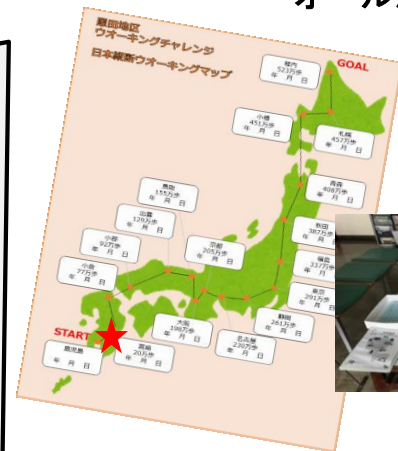 黒田地区
ウオーキングチャレンジ
日本縦断ウオーキングマップ
GOAL
稚内
523万歩
年 月 日
小樽
451万歩
年 月 日
札幌
457万歩
年 月 日
青森
408万歩
年 月 日
秋田
387万歩
年 月
福島
337万歩
年 月
東京
291万歩
年 月 日
静岡
261万歩
年 月 日
名古屋
230万歩
年 月 日
大阪
198万歩
年 月 日
京都
205万歩
年 月 日
鳥取
155万歩
年 月 日
出雲
129万歩
年 月 日
小郡
92万歩
年 月 日
小倉
77万歩
年 月 日
START
宮崎
20万歩
年 月 日
鹿児島
年 月 日